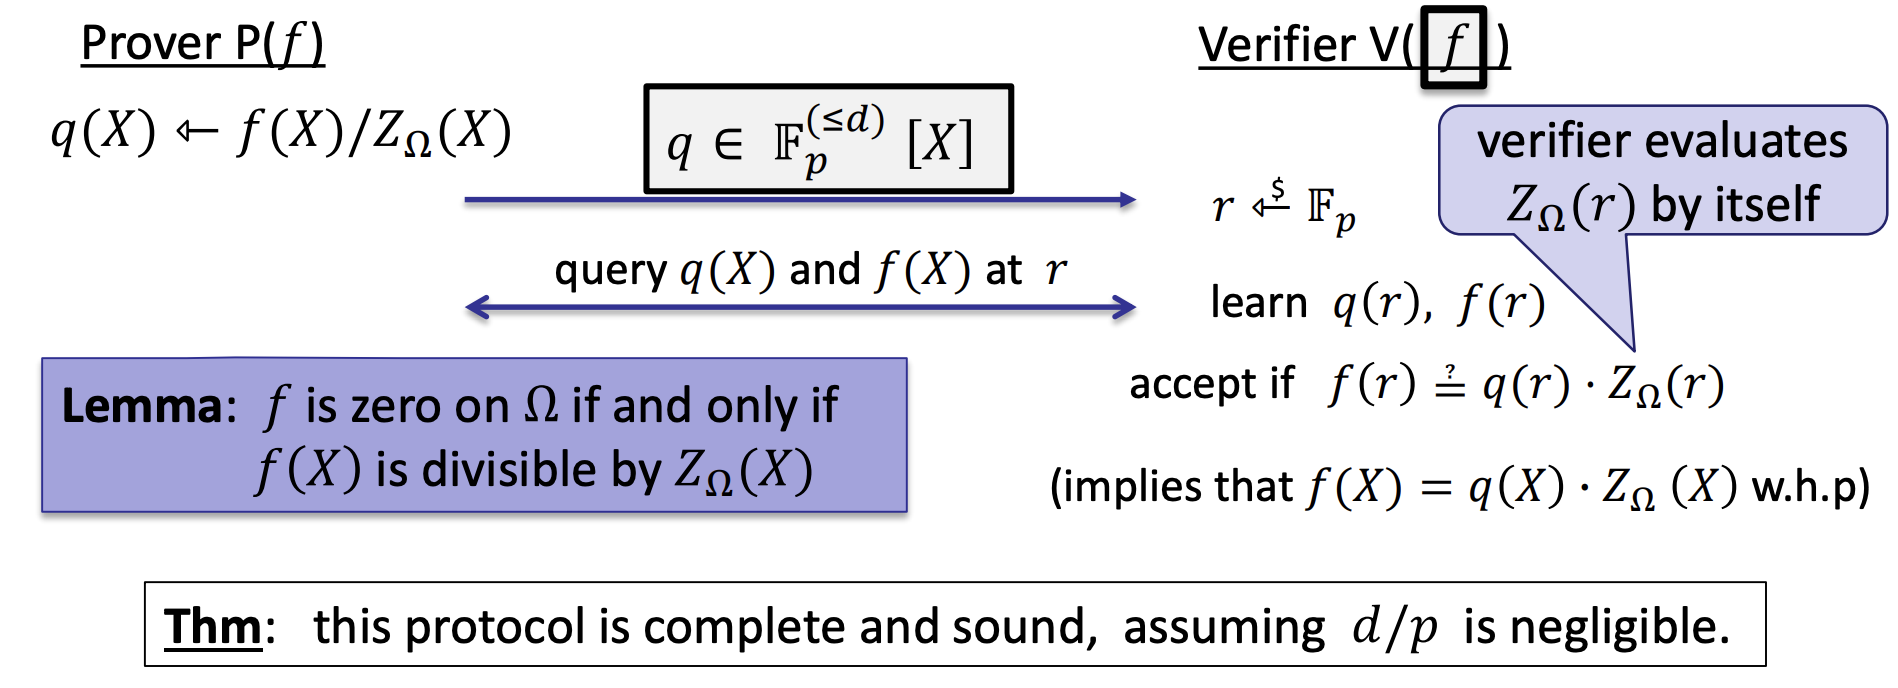 Prover P(f)
Verifier V( f )
q(X) ← f(X)/Z_Ω(X)
q ∈ 𝔽_p^(≤d) [X]
verifier evaluates
Z_Ω(r) by itself
r ←$ 𝔽_p
query q(X) and f(X) at r
learn q(r), f(r)
accept if f(r) ≟ q(r) · Z_Ω(r)
Lemma: f is zero on Ω if and only if
f(X) is divisible by Z_Ω(X)
(implies that f(X) = q(X) · Z_Ω (X) w.h.p)
Thm: this protocol is complete and sound, assuming d/p is negligible.